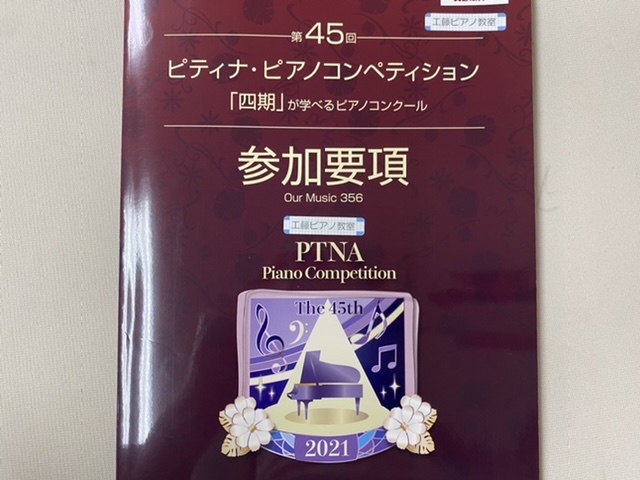 工藤ピアノ教室
第45回
ピティナ・ピアノコンペティション
「四期」が学べるピアノコンクール
参加要項
Our Music 356
工藤ピアノ教室
PTNA
Piano Competition
The 45th
2021